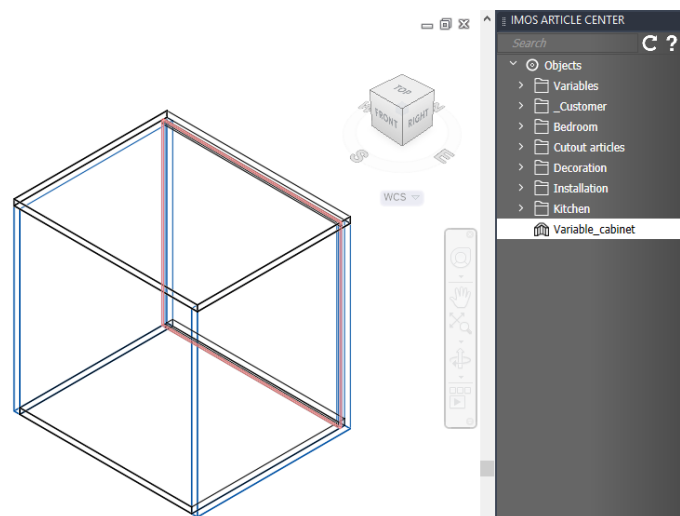 IMOS ARTICLE CENTER
Search
Objects
Variables
_Customer
Bedroom
Cutout articles
Decoration
Installation
Kitchen
Variable_cabinet
TOP
FRONT
RIGHT
S
E
WCS